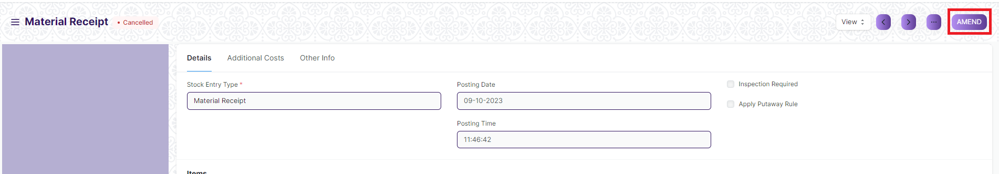 Material Receipt • Cancelled
View
AMEND
Details Additional Costs Other Info
Stock Entry Type *
Material Receipt
Posting Date
09-10-2023
Posting Time
11:46:42
Inspection Required
Apply Putaway Rule
Items